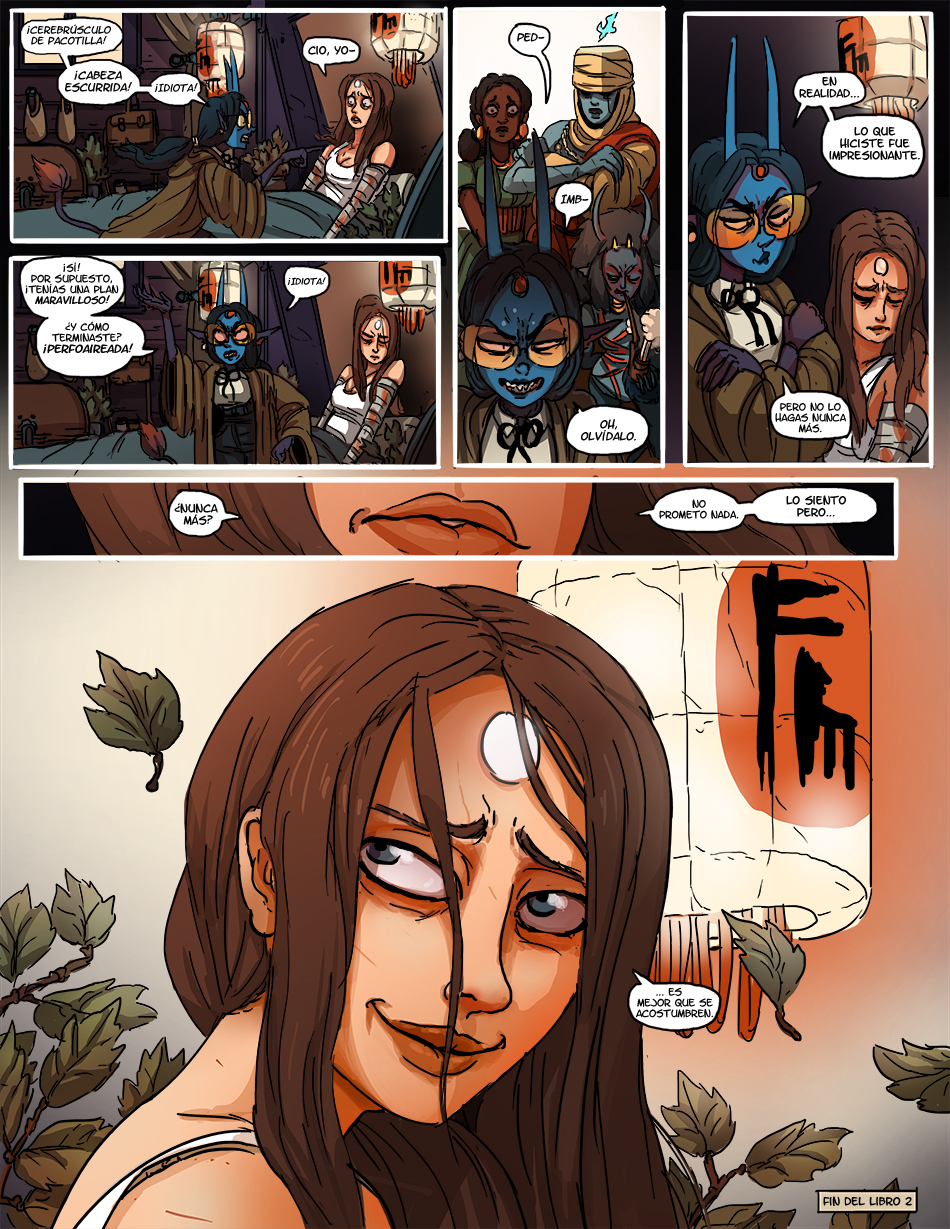 ¡CEREBRÚSCULO
DE PACOTILLA!
¡CABEZA
ESCURRIDA!
¡IDIOTA!
CIO, YO-
¡SÍ!
POR SUPUESTO,
¡TENÍAS UN PLAN
MARAVILLOSO!
¿Y CÓMO
TERMINASTE?
¡PERFOAIREADA!
¡IDIOTA!
PED-
IMB-
OH,
OLVÍDALO.
EN
REALIDAD...
LO QUE
HICISTE FUE
IMPRESIONANTE.
PERO NO LO
HAGAS NUNCA
MÁS.
¿NUNCA
MÁS?
NO
PROMETO NADA.
LO SIENTO
PERO...
... ES
MEJOR QUE SE
ACOSTUMBREN.
FIN DEL LIBRO 2